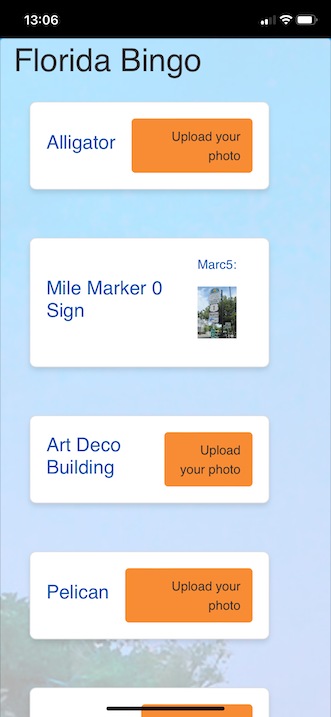 13:06
Florida Bingo
Alligator
Upload your
photo
Marc5:
Mile Marker 0
Sign
Art Deco
Building
Upload
your photo
Pelican
Upload your
photo